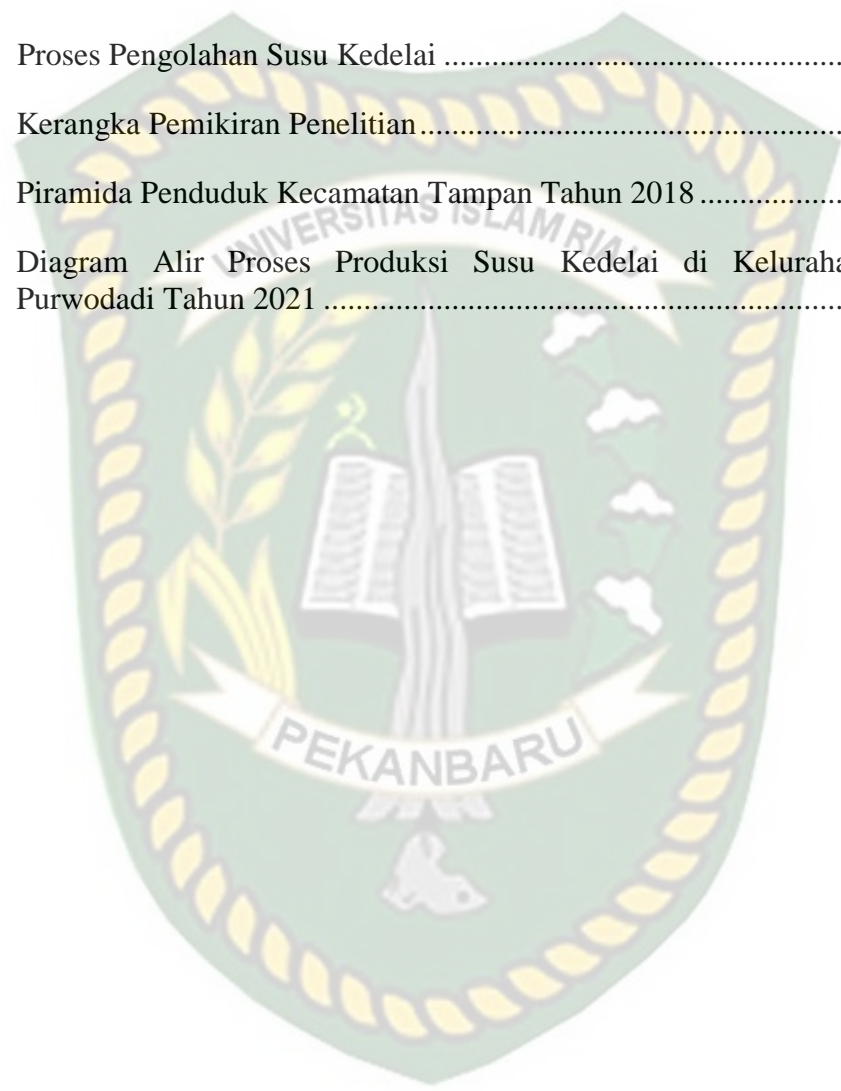 Proses Pengolahan Susu Kedelai ..................................................
Kerangka Pemikiran Penelitian .....................................................
Piramida Penduduk Kecamatan Tampan Tahun 2018 ..................
UNIVERSITAS ISLAM RIAU
Diagram Alir Proses Produksi Susu Kedelai di Keluraha
Purwodadi Tahun 2021 .................................................................
PEKANBARU